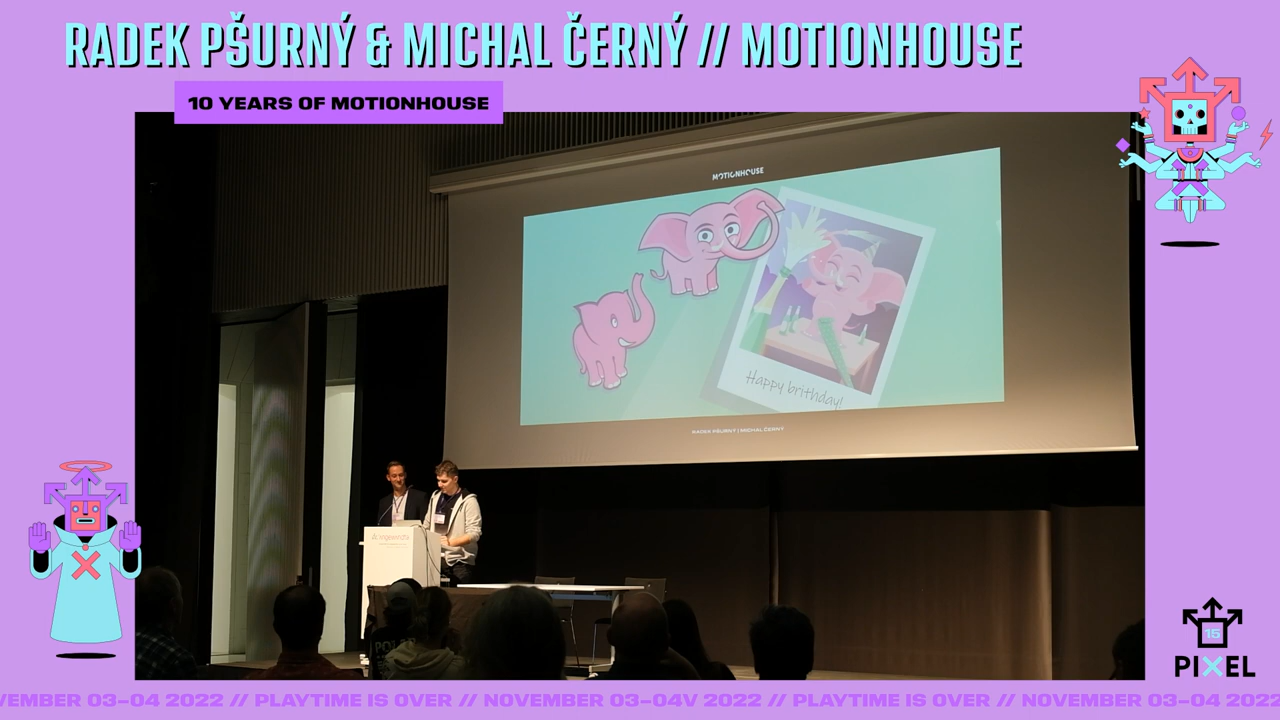 RADEK PŠURNÝ & MICHAL ČERNÝ // MOTIONHOUSE
10 YEARS OF MOTIONHOUSE
MOTIONHOUSE
Happy brithday!
RADEK PŠURNÝ | MICHAL ČERNÝ
15
PIXEL
VEMBER 03–04 2022 // PLAYTIME IS OVER // NOVEMBER 03–04V 2022 // PLAYTIME IS OVER // NOVEMBER 03–04 2022